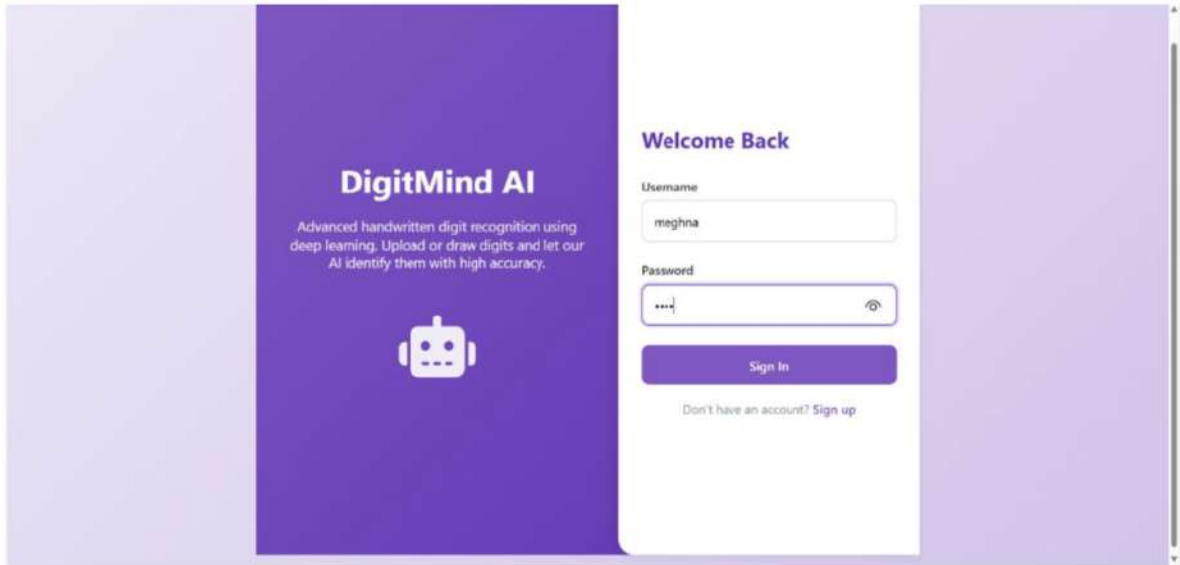 DigitMind AI
Advanced handwritten digit recognition using
deep learning. Upload or draw digits and let our
AI identify them with high accuracy.
Welcome Back
Username
meghna
Password
••••
Sign In
Don't have an account? Sign up